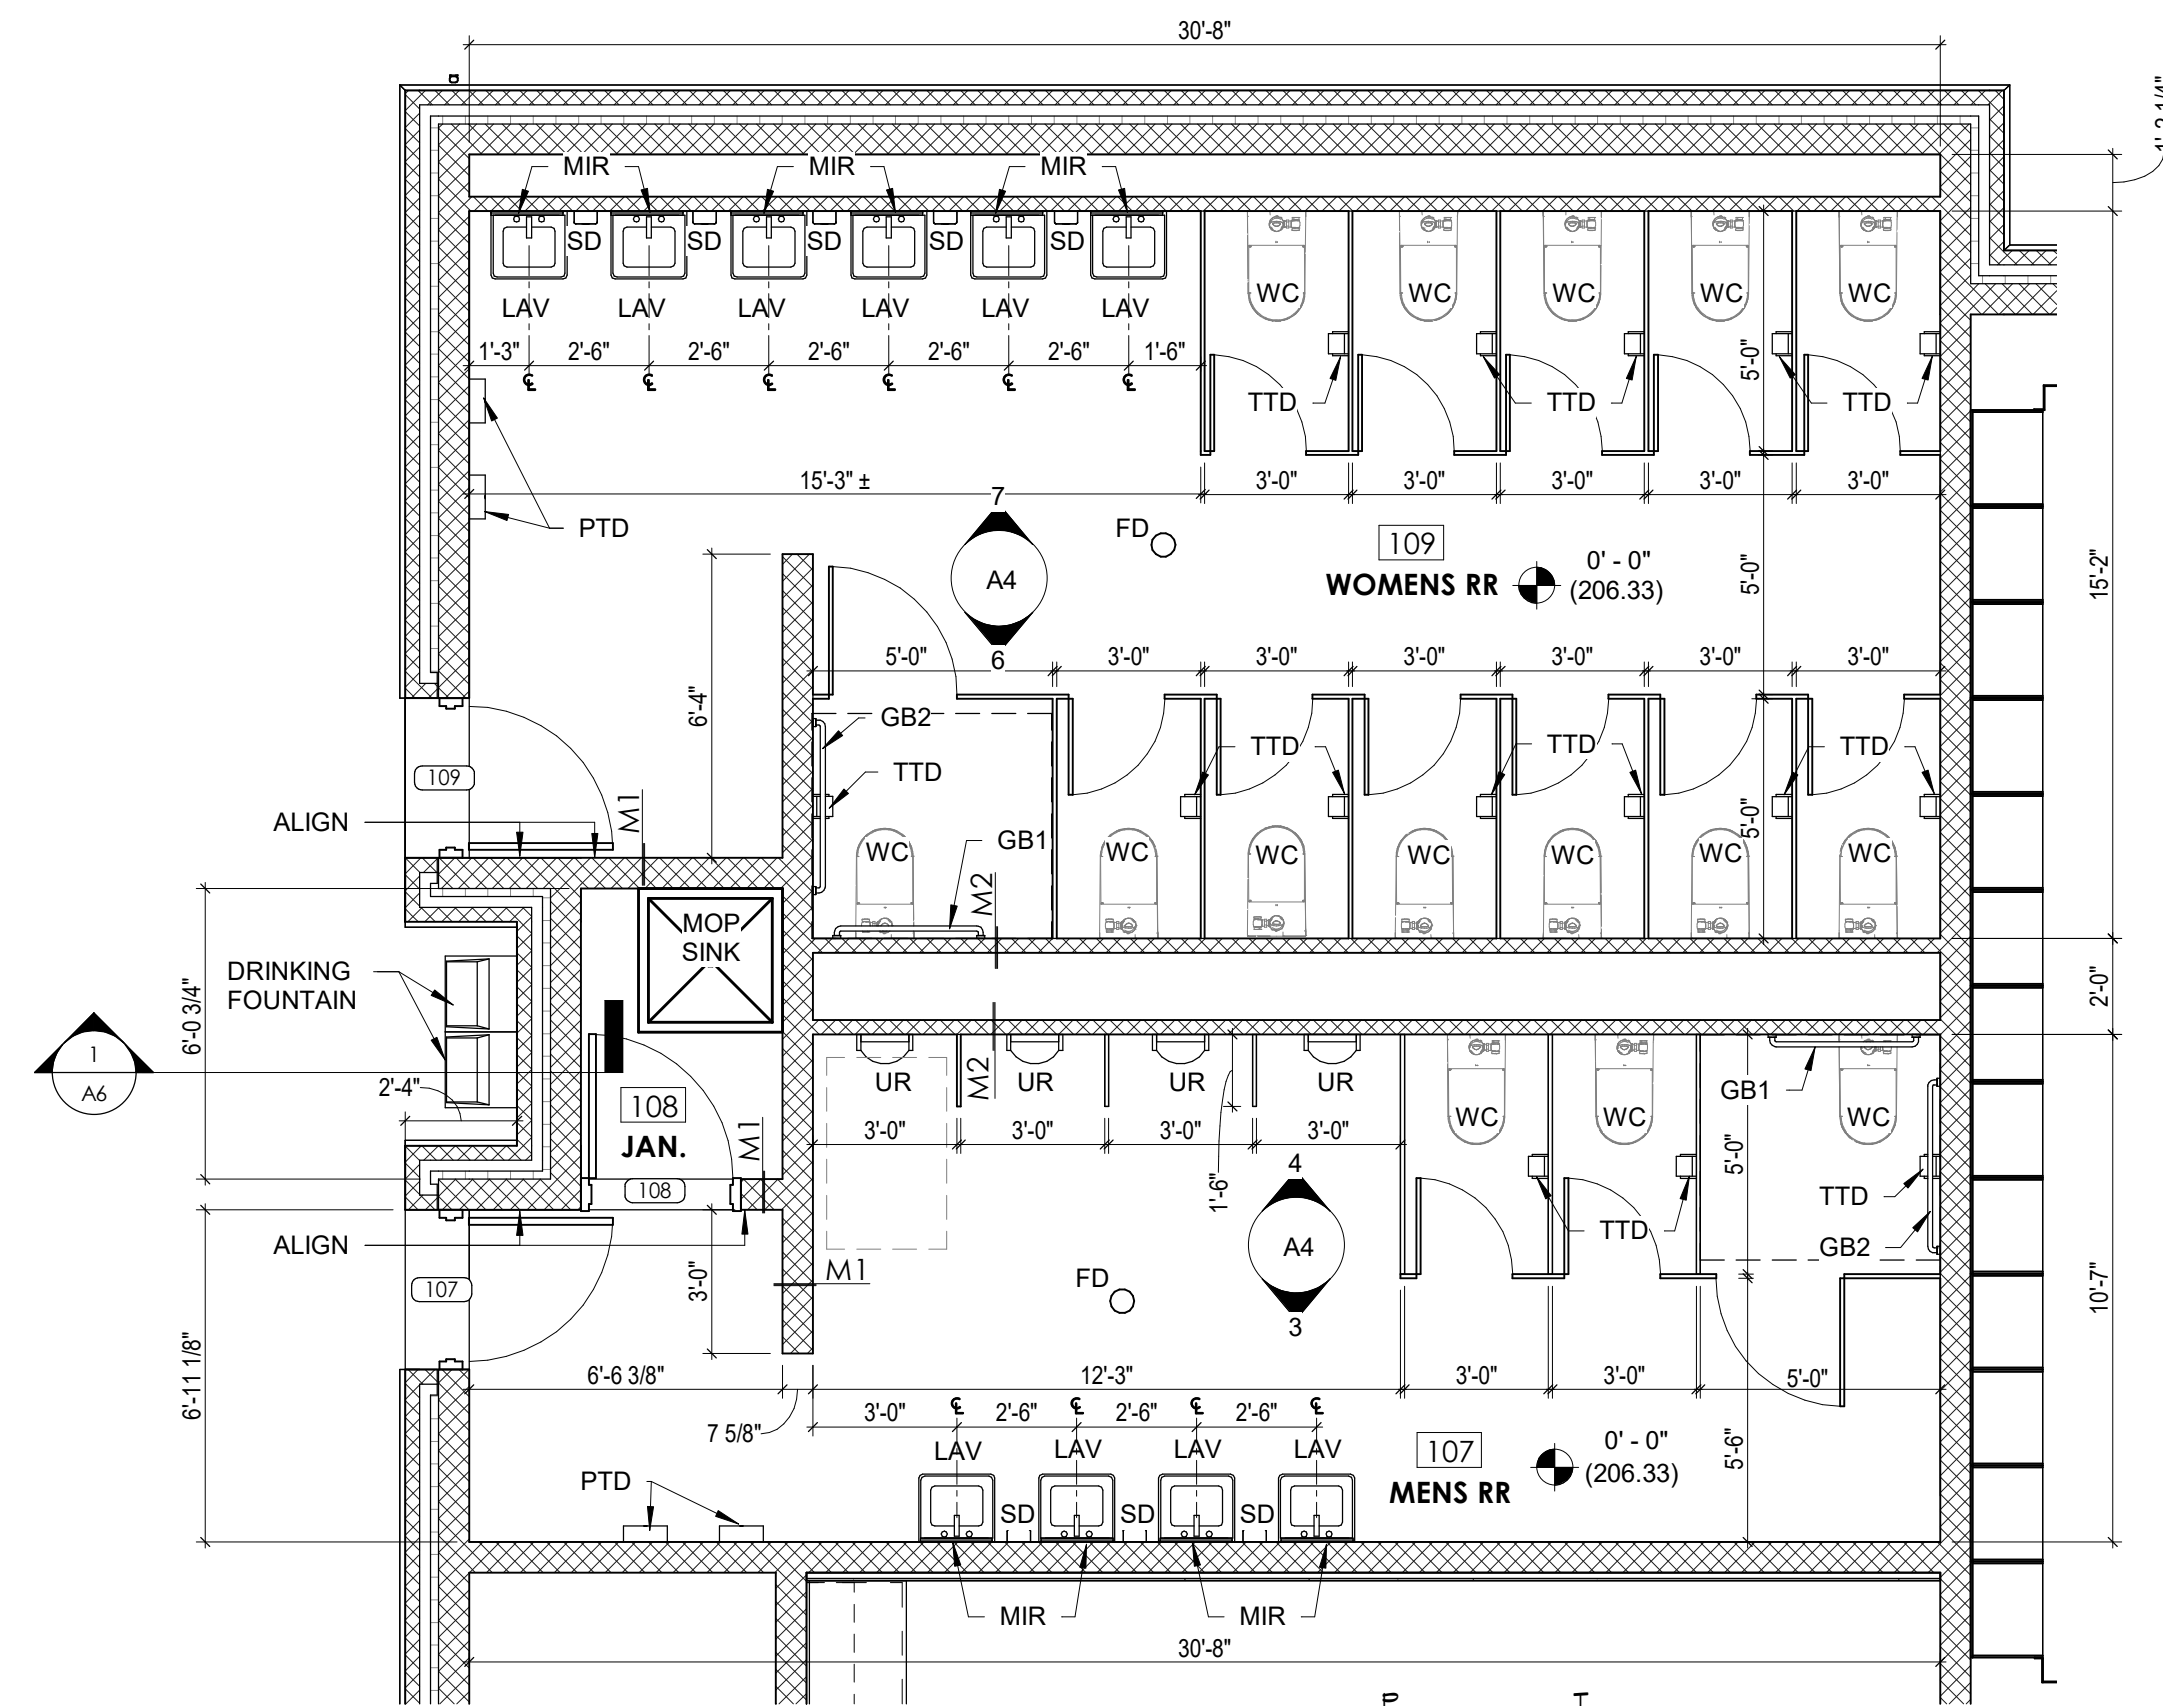 30'-8"
1'-2 1/4"
MIR
MIR
MIR
SD
SD
SD
SD
SD
LAV
LAV
LAV
LAV
LAV
LAV
WC
WC
WC
WC
WC
1'-3"
2'-6"
2'-6"
2'-6"
2'-6"
2'-6"
1'-6"
5'-0"
℄
℄
℄
℄
℄
℄
TTD
TTD
TTD
15'-3" ±
3'-0"
3'-0"
3'-0"
3'-0"
3'-0"
PTD
7
A4
6
FD
109
WOMENS RR
0' - 0"
(206.33)
5'-0"
15'-2"
5'-0"
3'-0"
3'-0"
3'-0"
3'-0"
3'-0"
3'-0"
6'-4"
GB2
TTD
TTD
TTD
TTD
109
ALIGN
M1
5'-0"
GB1
WC
WC
WC
WC
WC
WC
WC
M2
MOP
SINK
DRINKING
FOUNTAIN
6'-0 3/4"
2'-0"
1
A6
2'-4"
108
JAN.
M1
108
UR
UR
UR
UR
M2
3'-0"
3'-0"
3'-0"
3'-0"
1'-6"
WC
WC
WC
GB1
5'-0"
TTD
TTD
GB2
4
A4
3
ALIGN
107
3'-0"
M1
FD
10'-7"
6'-11 1/8"
6'-6 3/8"
12'-3"
3'-0"
3'-0"
5'-0"
7 5/8"
3'-0"
℄
2'-6"
℄
2'-6"
℄
2'-6"
℄
LAV
LAV
LAV
LAV
107
MENS RR
0' - 0"
(206.33)
5'-6"
PTD
SD
SD
SD
MIR
MIR
30'-8"